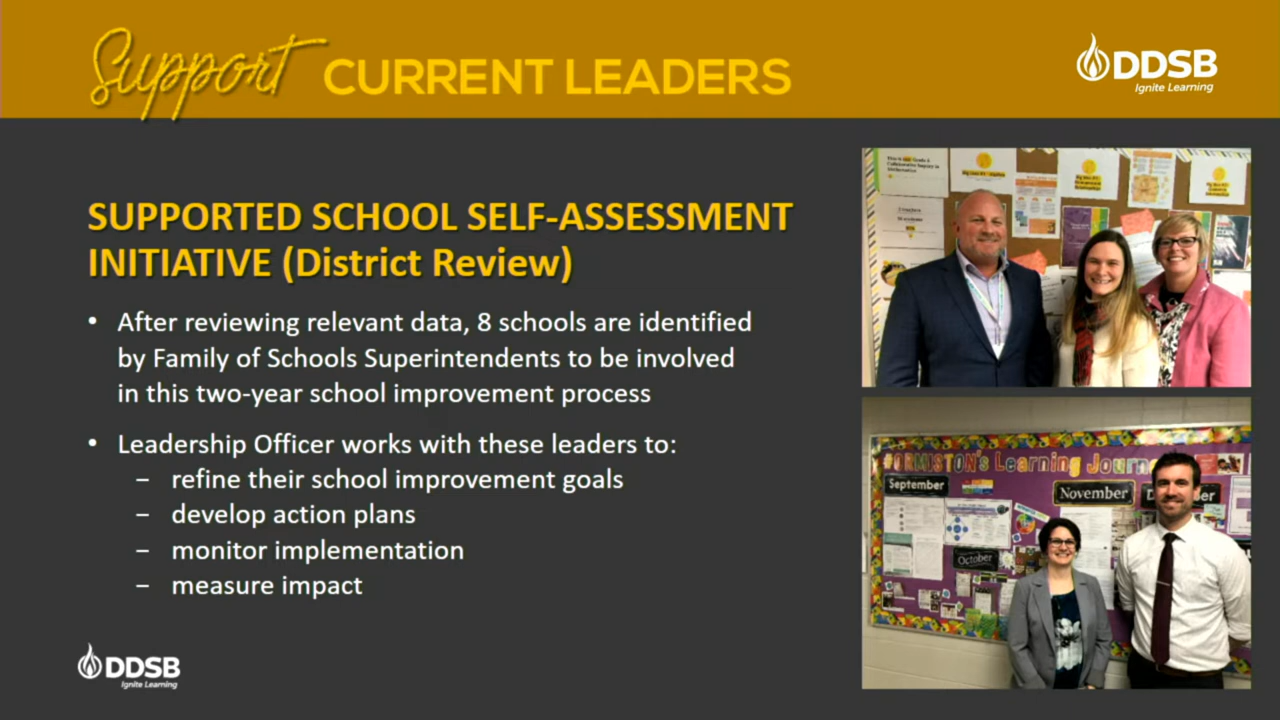 Support CURRENT LEADERS
DDSB
Ignite Learning
SUPPORTED SCHOOL SELF-ASSESSMENT
INITIATIVE (District Review)
• After reviewing relevant data, 8 schools are identified
by Family of Schools Superintendents to be involved
in this two-year school improvement process
• Leadership Officer works with these leaders to:
– refine their school improvement goals
– develop action plans
– monitor implementation
– measure impact
#ORMISTON's Learning Journ
September
November
October
DDSB
Ignite Learning